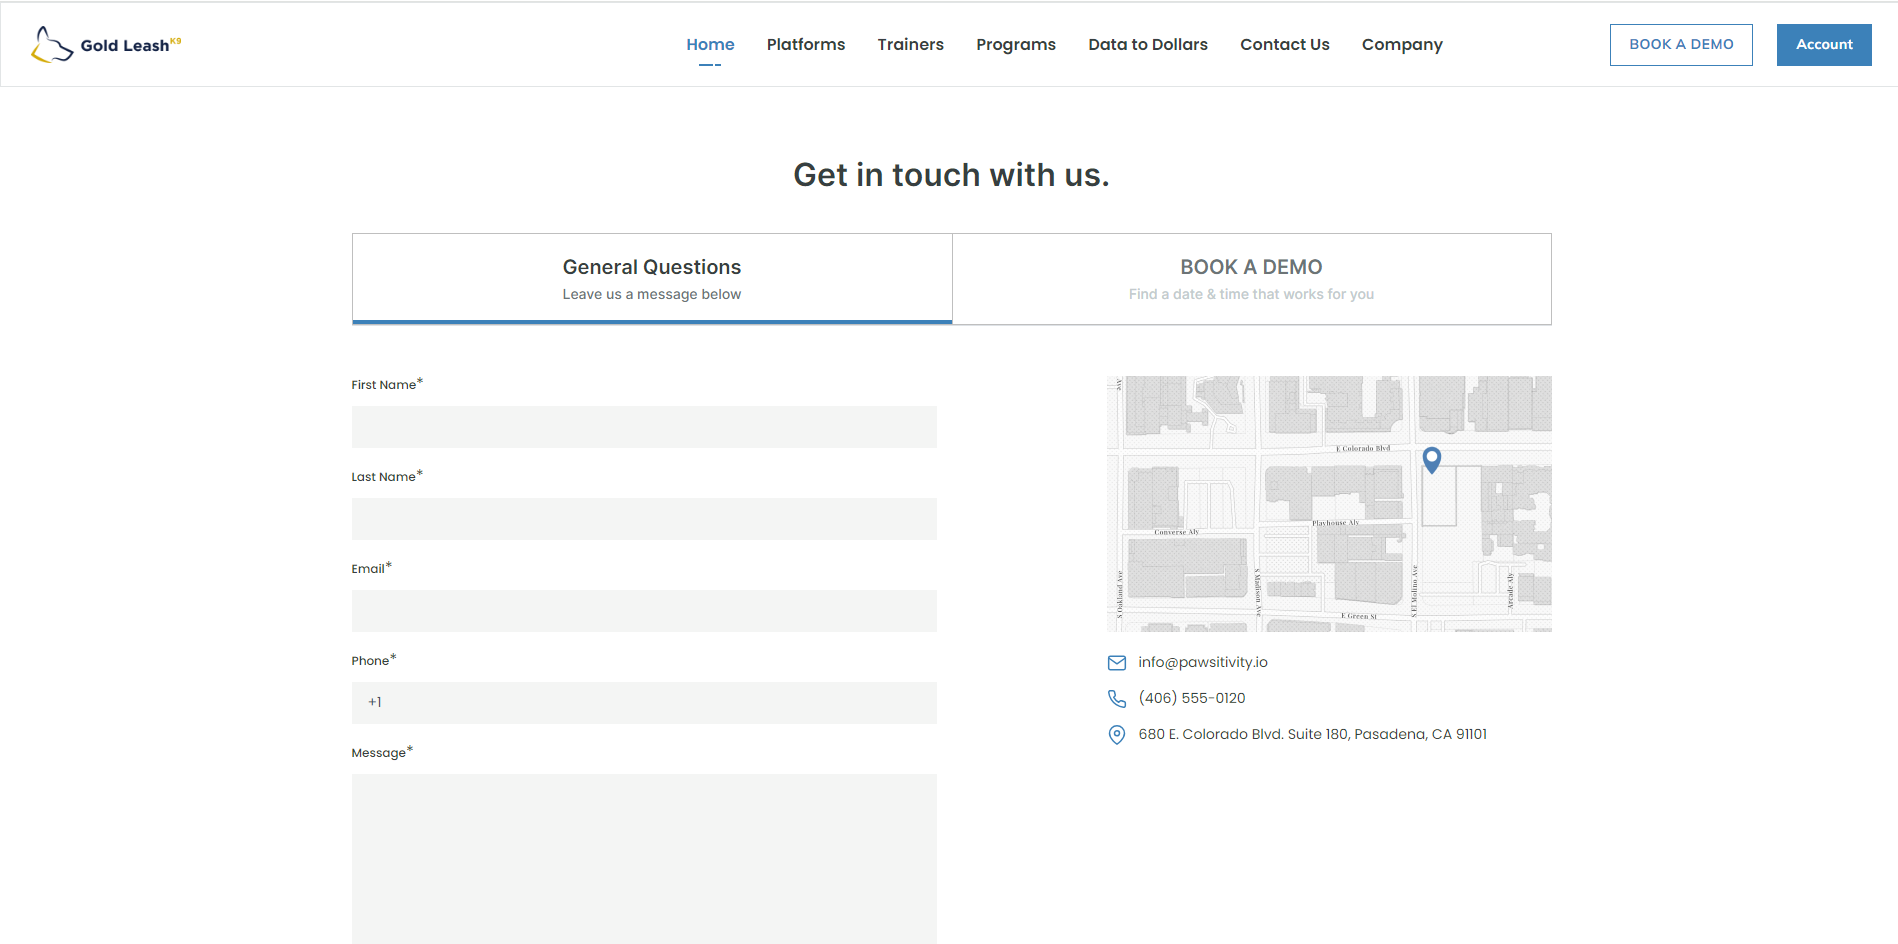 Gold Leash K9
Home Platforms Trainers Programs Data to Dollars Contact Us Company
BOOK A DEMO
Account
Get in touch with us.
General Questions
Leave us a message below
BOOK A DEMO
Find a date & time that works for you
First Name*
Last Name*
Email*
Phone*
+1
Message*
Ave
E Colorado Blvd
Playhouse Aly
Converse Aly
S Oakland Ave
S Madison Ave
S El Molino Ave
Arcade Aly
E Green St
info@pawsitivity.io
(406) 555-0120
680 E. Colorado Blvd. Suite 180, Pasadena, CA 91101